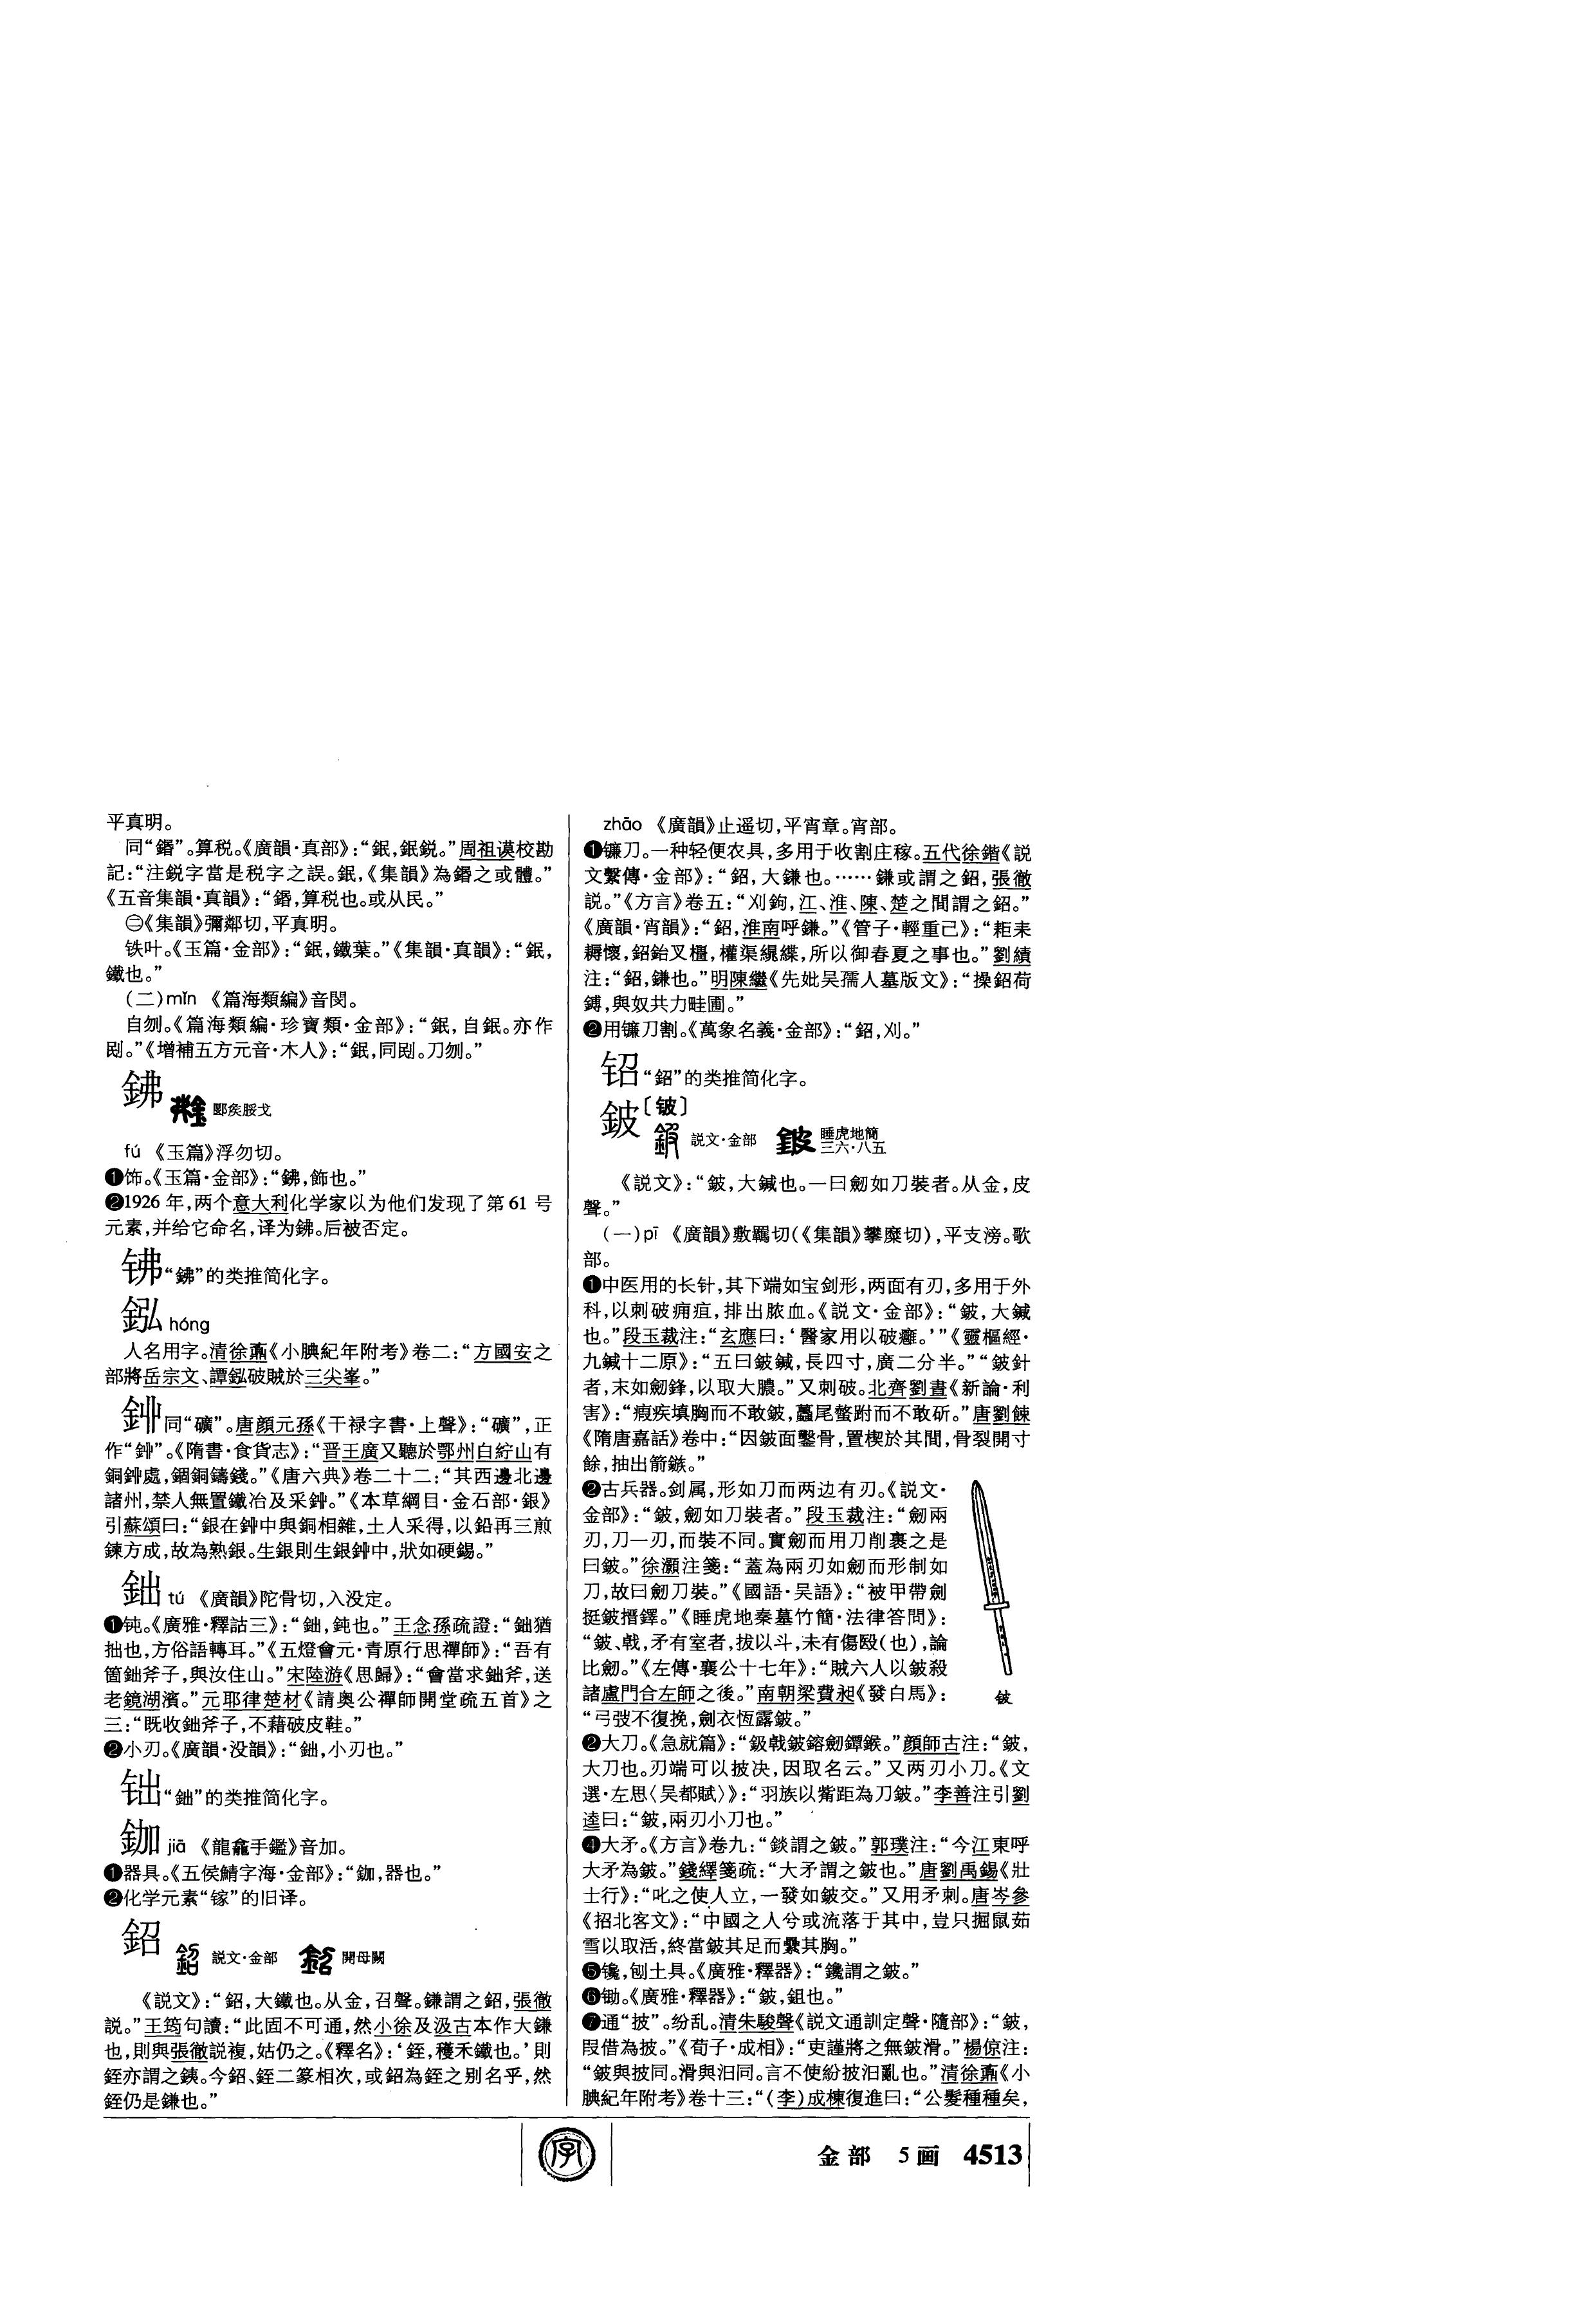 平真明。
同“鍲”。算税。《廣韻·真部》：“鈱，鈱鋭。”周祖谟校勘
記：“注鋭字當是税字之誤。鈱，《集韻》為鍲之或體。”
《五音集韻·真韻》：“鍲，算税也。或从民。”
㊁《集韻》彌鄰切，平真明。
铁叶。《玉篇·金部》：“鈱，鐵葉。”《集韻·真韻》：“鈱，
鐵也。”
（二）mǐn 《篇海類編》音閔。
自刎。《篇海類編·珍寶類·金部》：“鈱，自鈱。亦作
刡。”《增補五方元音·木人》：“鈱，同刡。刀刎。”
鉘 郾矦脮戈
fú 《玉篇》浮勿切。
❶饰。《玉篇·金部》：“鉘，飾也。”
❷1926年，两个意大利化学家以为他们发现了第61号
元素，并给它命名，译为鉘。后被否定。
“鉘”的类推简化字。
鈜 hóng
人名用字。清徐鼒《小腆紀年附考》卷二：“方國安之
部將岳宗文、譚鈜破賊於三尖峯。”
鉚同“礦”。唐顔元孫《干禄字書·上聲》：“礦”，正
作“”。《隋書·食貨志》：“晋王廣又聽於鄂州白紵山有
銅處，錮銅鑄錢。”《唐六典》卷二十二：“其西邊北邊
諸州，禁人無置鐵冶及采。”《本草綱目·金石部·銀》
引蘇頌曰：“銀在中與銅相雜，土人采得，以鉛再三煎
鍊方成，故為熟銀。生銀則生銀中，狀如硬錫。”
鈯 tú 《廣韻》陀骨切，入没定。
❶钝。《廣雅·釋詁三》：“鈯，鈍也。”王念孫疏證：“鈯猶
拙也，方俗語轉耳。”《五燈會元·青原行思禪師》：“吾有
箇鈯斧子，與汝住山。”宋陸游《思歸》：“會當求鈯斧，送
老鏡湖濱。”元耶律楚材《請奥公禪師開堂疏五首》之
三：“既收鈯斧子，不藉破皮鞋。”
❷小刃。《廣韻·没韻》：“鈯，小刃也。”
“鈯”的类推简化字。
鉫 jiā 《龍龕手鑑》音加。
❶器具。《五侯鯖字海·金部》：“鉫，器也。”
❷化学元素“镓”的旧译。
鉊 説文·金部 開母闕
《説文》：“鉊，大鐵也。从金，召聲。鎌謂之鉊，張徹
説。”王筠句讀：“此固不可通，然小徐及汲古本作大鎌
也，則與張徹説複，姑仍之。《釋名》：‘銍，穫禾鐵也。’則
銍亦謂之銕。今鉊、銍二篆相次，或鉊為銍之别名乎，然
銍仍是鎌也。”
zhāo 《廣韻》止遥切，平宵章。宵部。
❶镰刀。一种轻便农具，多用于收割庄稼。五代徐鍇《説
文繫傳·金部》：“鉊，大鎌也。……鎌或謂之鉊，張徹
説。”《方言》卷五：“刈鉤，江、淮、陳、楚之間謂之鉊。”
《廣韻·宵韻》：“鉊，淮南呼鎌。”《管子·輕重己》：“耟耒
耨懷，鉊鈶叉橿，權渠繉緤，所以御春夏之事也。”劉績
注：“鉊，鎌也。”明陳繼《先妣吴孺人墓版文》：“操鉊荷
鎛，與奴共力畦圃。”
❷用镰刀割。《萬象名義·金部》：“鉊，刈。”
“鉊”的类推简化字。
鈹〔铍〕 説文·金部 睡虎地簡
三六·八五
《説文》：“鈹，大鍼也。一曰劒如刀裝者。从金，皮
聲。”
（一）pī 《廣韻》敷羈切（《集韻》攀糜切），平支滂。歌
部。
❶中医用的长针，其下端如宝剑形，两面有刃，多用于外
科，以刺破痈疽，排出脓血。《説文·金部》：“鈹，大鍼
也。”段玉裁注：“玄應曰：‘醫家用以破癰。’”《靈樞經·
九鍼十二原》：“五曰鈹鍼，長四寸，廣二分半。”“鈹針
者，末如劒鋒，以取大膿。”又刺破。北齊劉晝《新論·利
害》：“瘕疾填胸而不敢鈹，蠚尾螫跗而不敢斫。”唐劉餗
《隋唐嘉話》卷中：“因鈹面鑿骨，置楔於其間，骨裂開寸
餘，抽出箭鏃。”
❷古兵器。剑属，形如刀而两边有刃。《説文·
金部》：“鈹，劒如刀裝者。”段玉裁注：“劒兩
刃，刀一刃，而裝不同。實劒而用刀削裹之是
曰鈹。”徐灝注箋：“蓋為兩刃如劒而形制如
刀，故曰劒刀裝。”《國語·吴語》：“被甲帶劍
挺鈹搢鐸。”《睡虎地秦墓竹簡·法律答問》：
“鈹、戟，矛有室者，拔以斗，未有傷殹（也），論
比劒。”《左傳·襄公十七年》：“賊六人以鈹殺
諸盧門合左師之後。”南朝梁費昶《發白馬》：
“弓弢不復挽，劍衣恆露鈹。”
铍
❷大刀。《急就篇》：“鈒戟鈹鎔劒鐔鍭。”顔師古注：“鈹，
大刀也。刃端可以披决，因取名云。”又两刃小刀。《文
選·左思〈吴都賦〉》：“羽族以觜距為刀鈹。”李善注引劉
逵曰：“鈹，兩刃小刀也。”
❹大矛。《方言》卷九：“錟謂之鈹。”郭璞注：“今江東呼
大矛為鈹。”錢繹箋疏：“大矛謂之鈹也。”唐劉禹錫《壯
士行》：“叱之使人立，一發如鈹交。”又用矛刺。唐岑參
《招北客文》：“中國之人兮或流落于其中，豈只掘鼠茹
雪以取活，終當鈹其足而纍其胸。”
❺镵，刨土具。《廣雅·釋器》：“鑱謂之鈹。”
❻锄。《廣雅·釋器》：“鈹，鉏也。”
❼通“披”。纷乱。清朱駿聲《説文通訓定聲·隨部》：“鈹，
叚借為披。”《荀子·成相》：“吏謹將之無鈹滑。”楊倞注：
“鈹與披同。滑與汩同。言不使紛披汩亂也。”清徐鼒《小
腆紀年附考》卷十三：“（李）成棟復進曰：“公髮種種矣，
字
金部 5画 4513